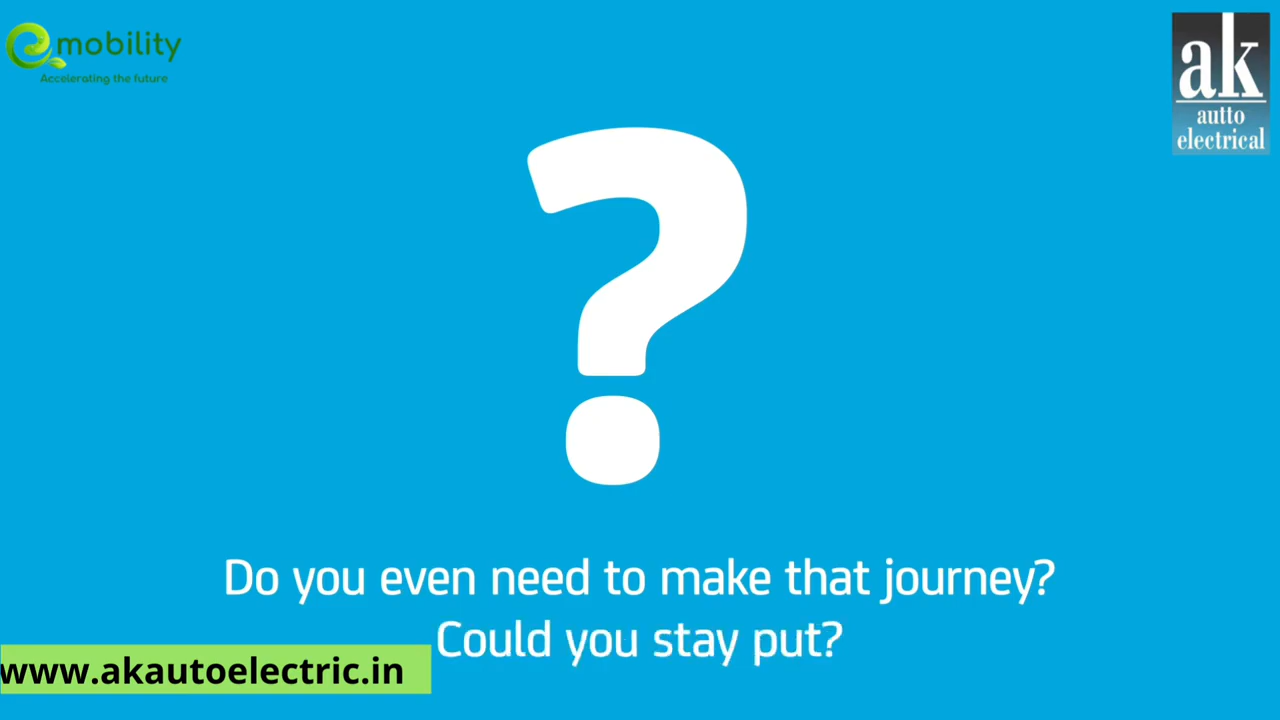 e mobility
Accelerating the future
ak
autto
electrical
?
Do you even need to make that journey?
Could you stay put?
www.akautoelectric.in